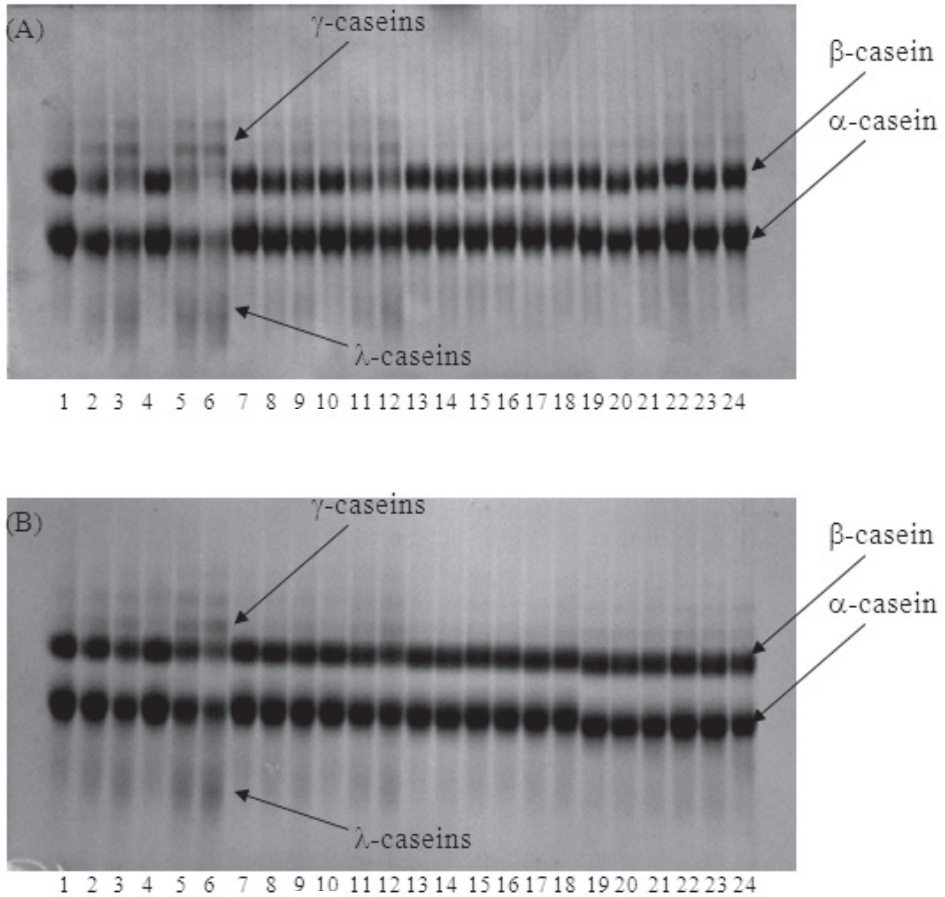 (A)
γ-caseins
β-casein
α-casein
λ-caseins
1 2 3 4 5 6 7 8 9 10 11 12 13 14 15 16 17 18 19 20 21 22 23 24
(B)
γ-caseins
β-casein
α-casein
λ-caseins
1 2 3 4 5 6 7 8 9 10 11 12 13 14 15 16 17 18 19 20 21 22 23 24